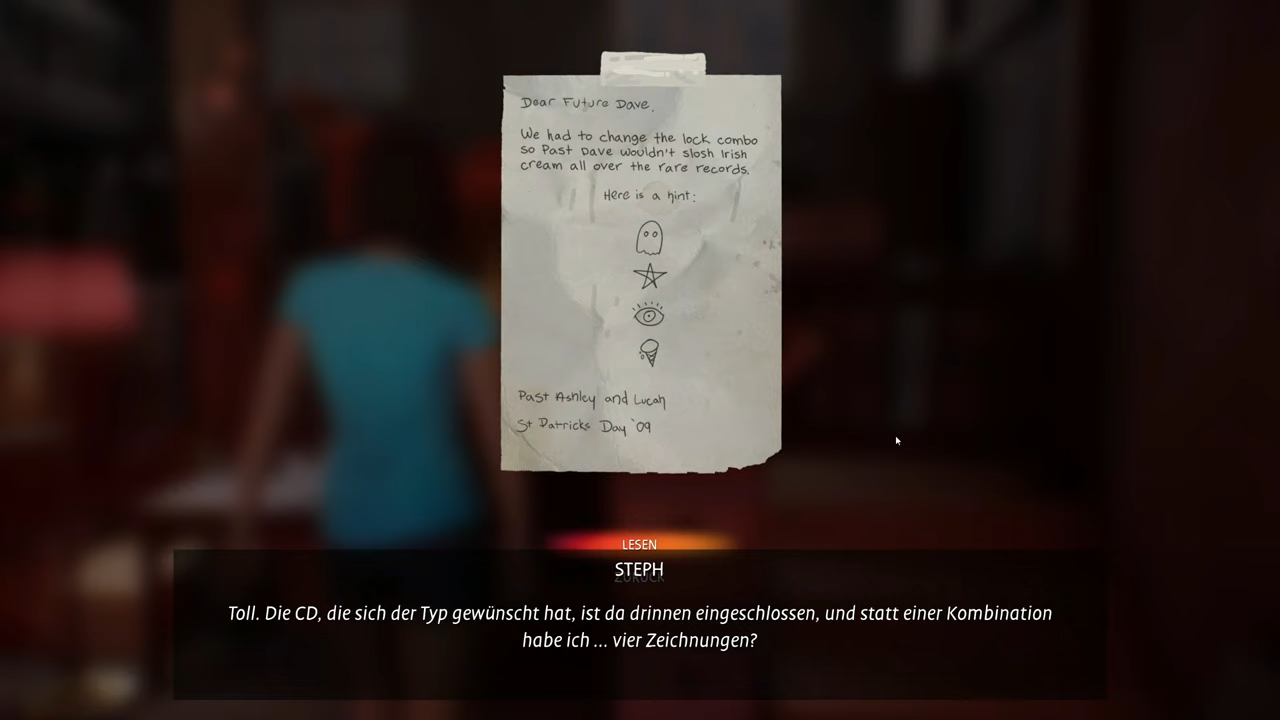 Dear Future Dave,
We had to change the lock combo
so Past Dave wouldn't slosh Irish
cream all over the rare records.
Here is a hint:
Past Ashley and Lucah
St Patricks Day '09
LESEN
STEPH
ZURÜCK
Toll. Die CD, die sich der Typ gewünscht hat, ist da drinnen eingeschlossen, und statt einer Kombination
habe ich ... vier Zeichnungen?